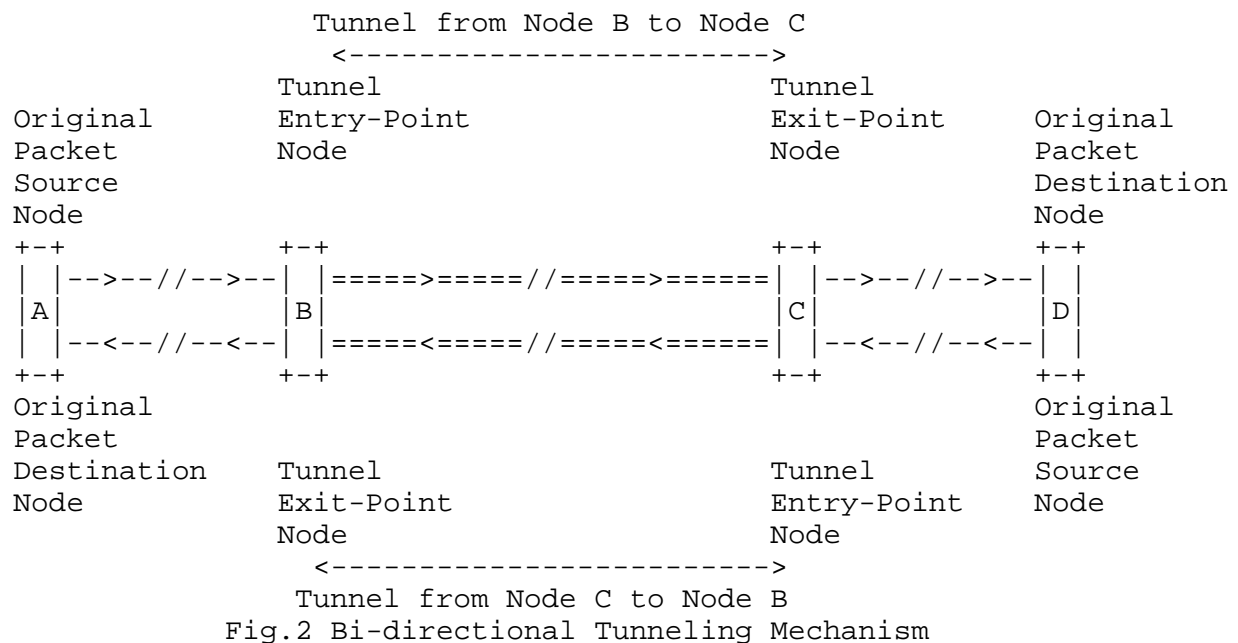 Tunnel from Node B to Node C
<------------------------>
Tunnel Tunnel
Original Entry-Point Exit-Point Original
Packet Node Node Packet
Source Destination
Node Node
+-+ +-+ +-+ +-+
| |-->--//-->--| |=====>=====//=====>======| |-->--//-->--| |
|A| |B| |C| |D|
| |--<--//--<--| |=====<=====//=====<======| |--<--//--<--| |
+-+ +-+ +-+ +-+
Original Original
Packet Packet
Destination Tunnel Tunnel Source
Node Exit-Point Entry-Point Node
Node Node
<------------------------->
Tunnel from Node C to Node B
Fig.2 Bi-directional Tunneling Mechanism